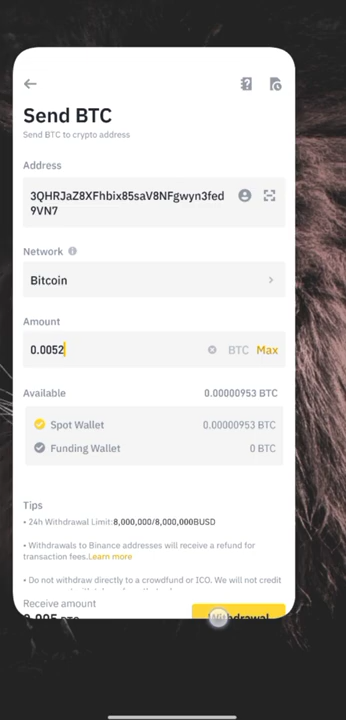 Send BTC
Send BTC to crypto address
Address
3QHRJaZ8XFhbix85saV8NFgwyn3fed
9VN7
Network
Bitcoin
Amount
0.0052 BTC Max
Available 0.00000953 BTC
Spot Wallet 0.00000953 BTC
Funding Wallet 0 BTC
Tips
• 24h Withdrawal Limit:8,000,000/8,000,000BUSD
• Withdrawals to Binance addresses will receive a refund for
transaction fees.Learn more
• Do not withdraw directly to a crowdfund or ICO. We will not credit
Receive amount
Withdrawal